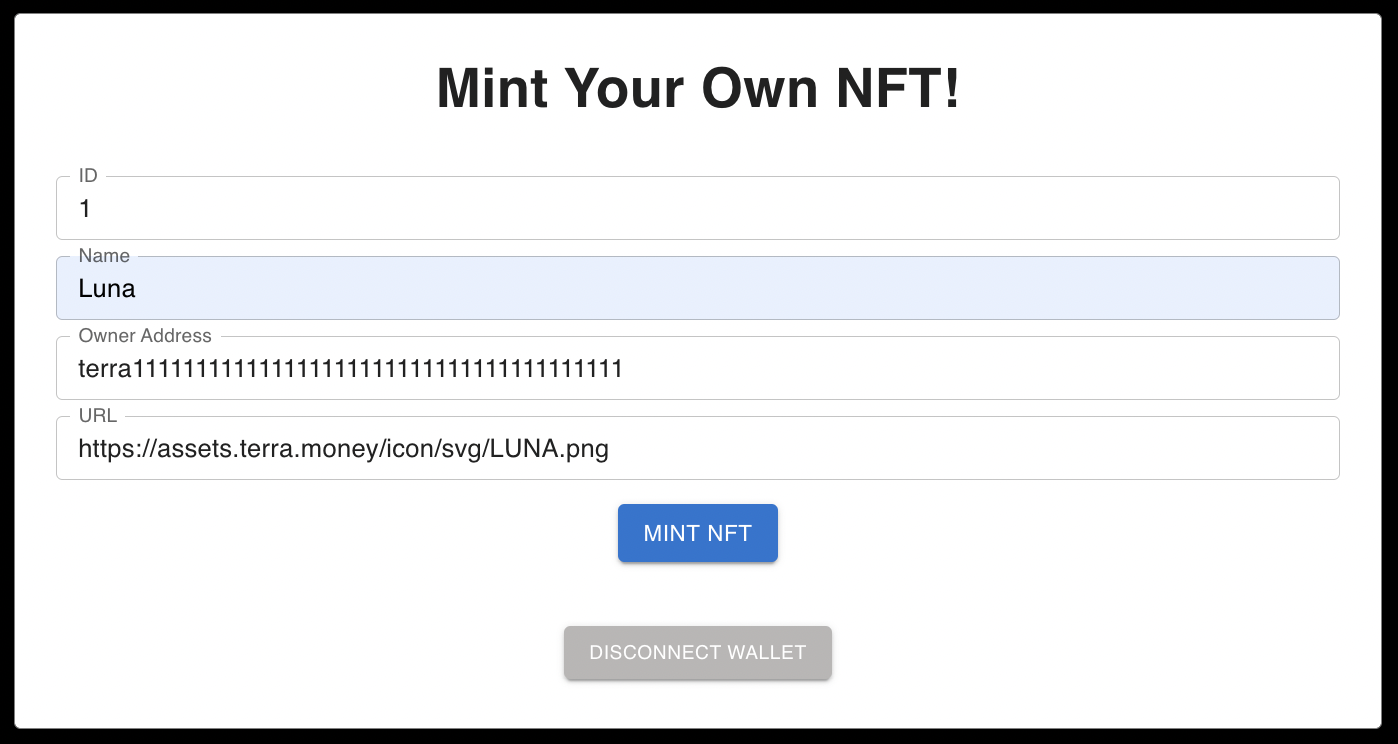 Mint Your Own NFT!
ID
1
Name
Luna
Owner Address
terra111111111111111111111111111111111111111
URL
https://assets.terra.money/icon/svg/LUNA.png
MINT NFT
DISCONNECT WALLET